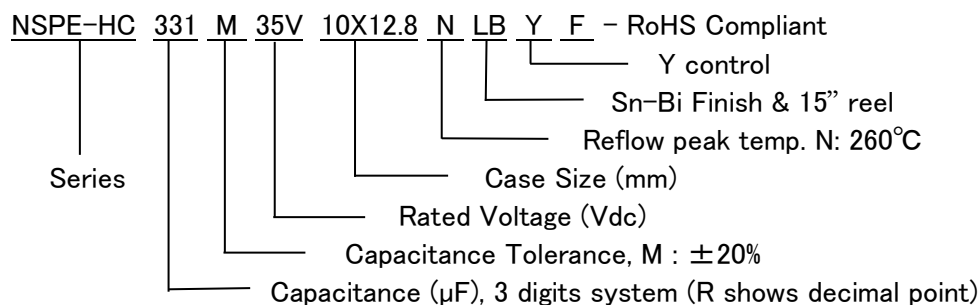 NSPE-HC 331 M 35V 10X12.8 N LB Y F - RoHS Compliant
Y control
Sn-Bi Finish & 15” reel
Reflow peak temp. N: 260℃
Series
Case Size (mm)
Rated Voltage (Vdc)
Capacitance Tolerance, M : ±20%
Capacitance (μF), 3 digits system (R shows decimal point)